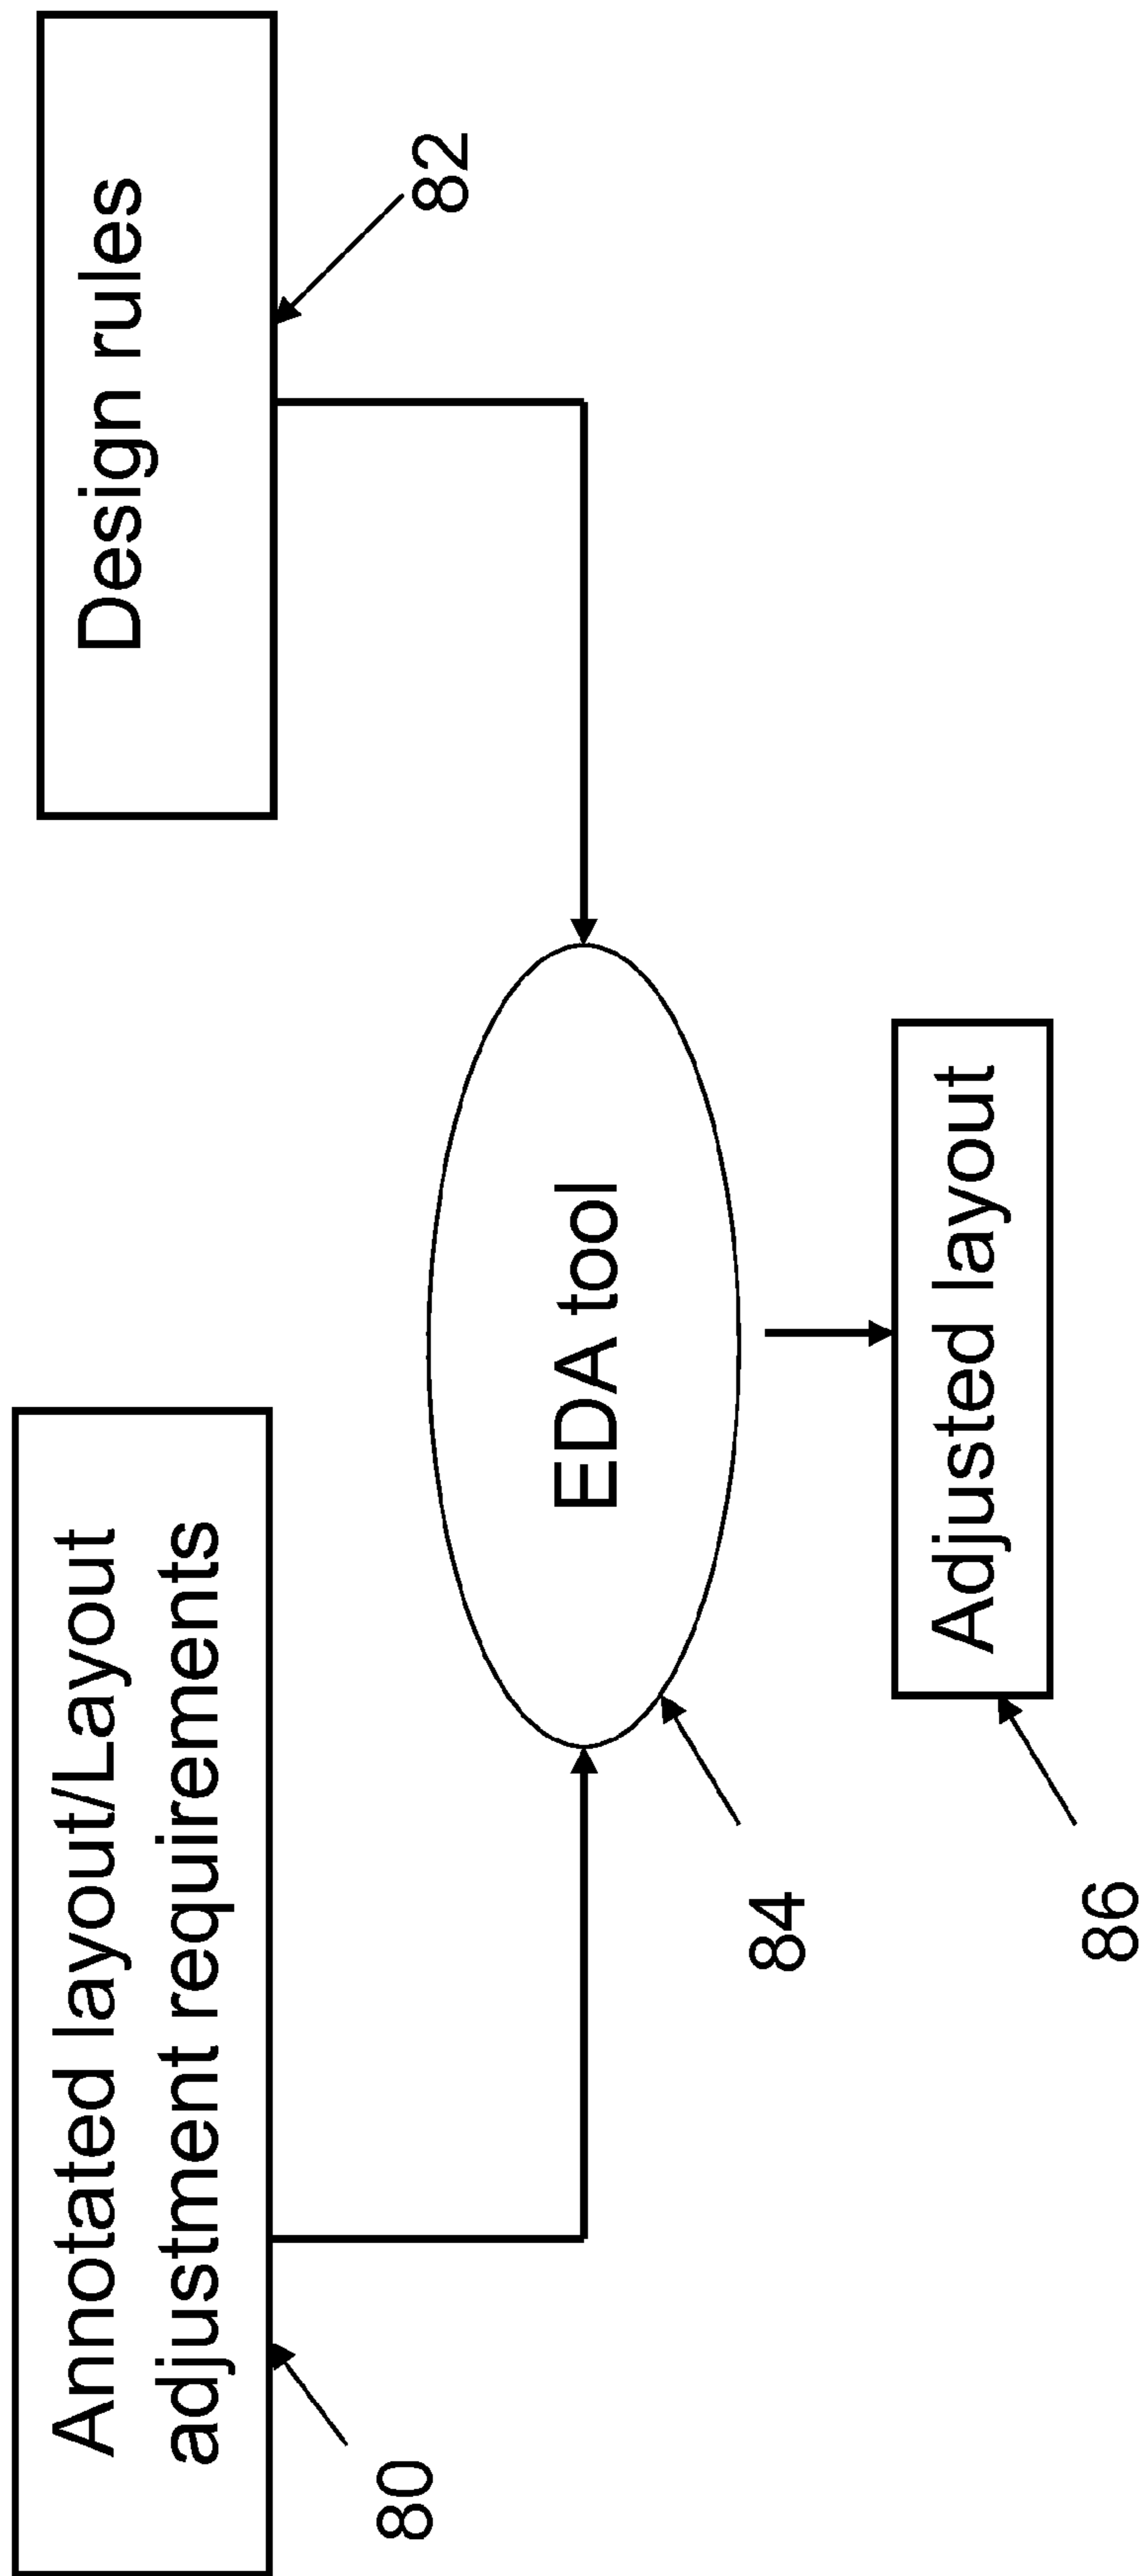 Annotated layout/Layout
adjustment requirements
80
Design rules
82
EDA tool
84
Adjusted layout
86